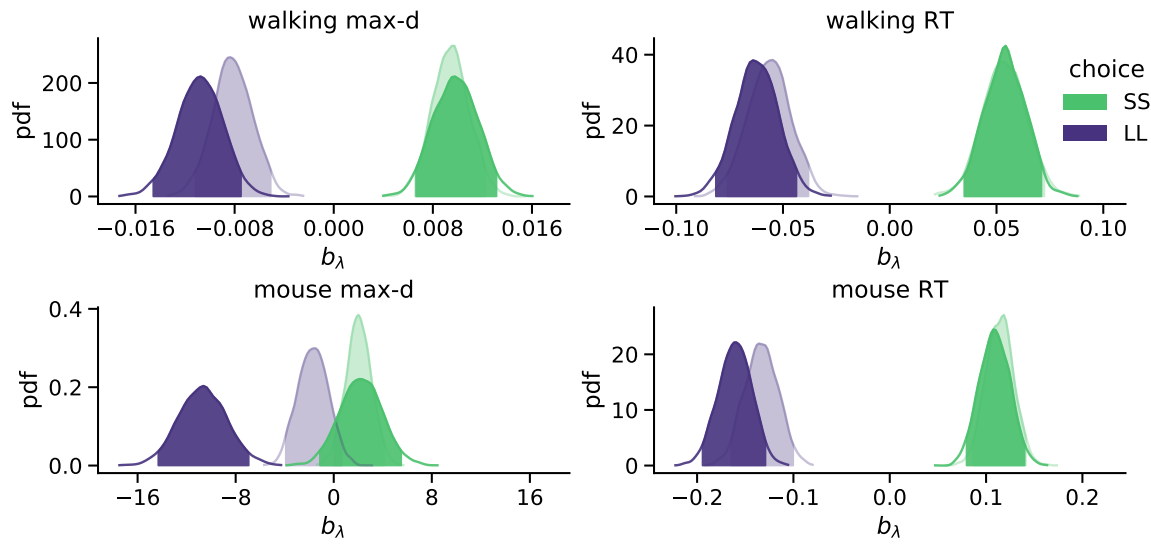 walking max-d
pdf
200
100
0
−0.016
−0.008
0.000
0.008
0.016
bλ
walking RT
pdf
40
20
0
−0.10
−0.05
0.00
0.05
0.10
bλ
choice
SS
LL
mouse max-d
pdf
0.4
0.2
0.0
−16
−8
0
8
16
bλ
mouse RT
pdf
20
10
0
−0.2
−0.1
0.0
0.1
0.2
bλ